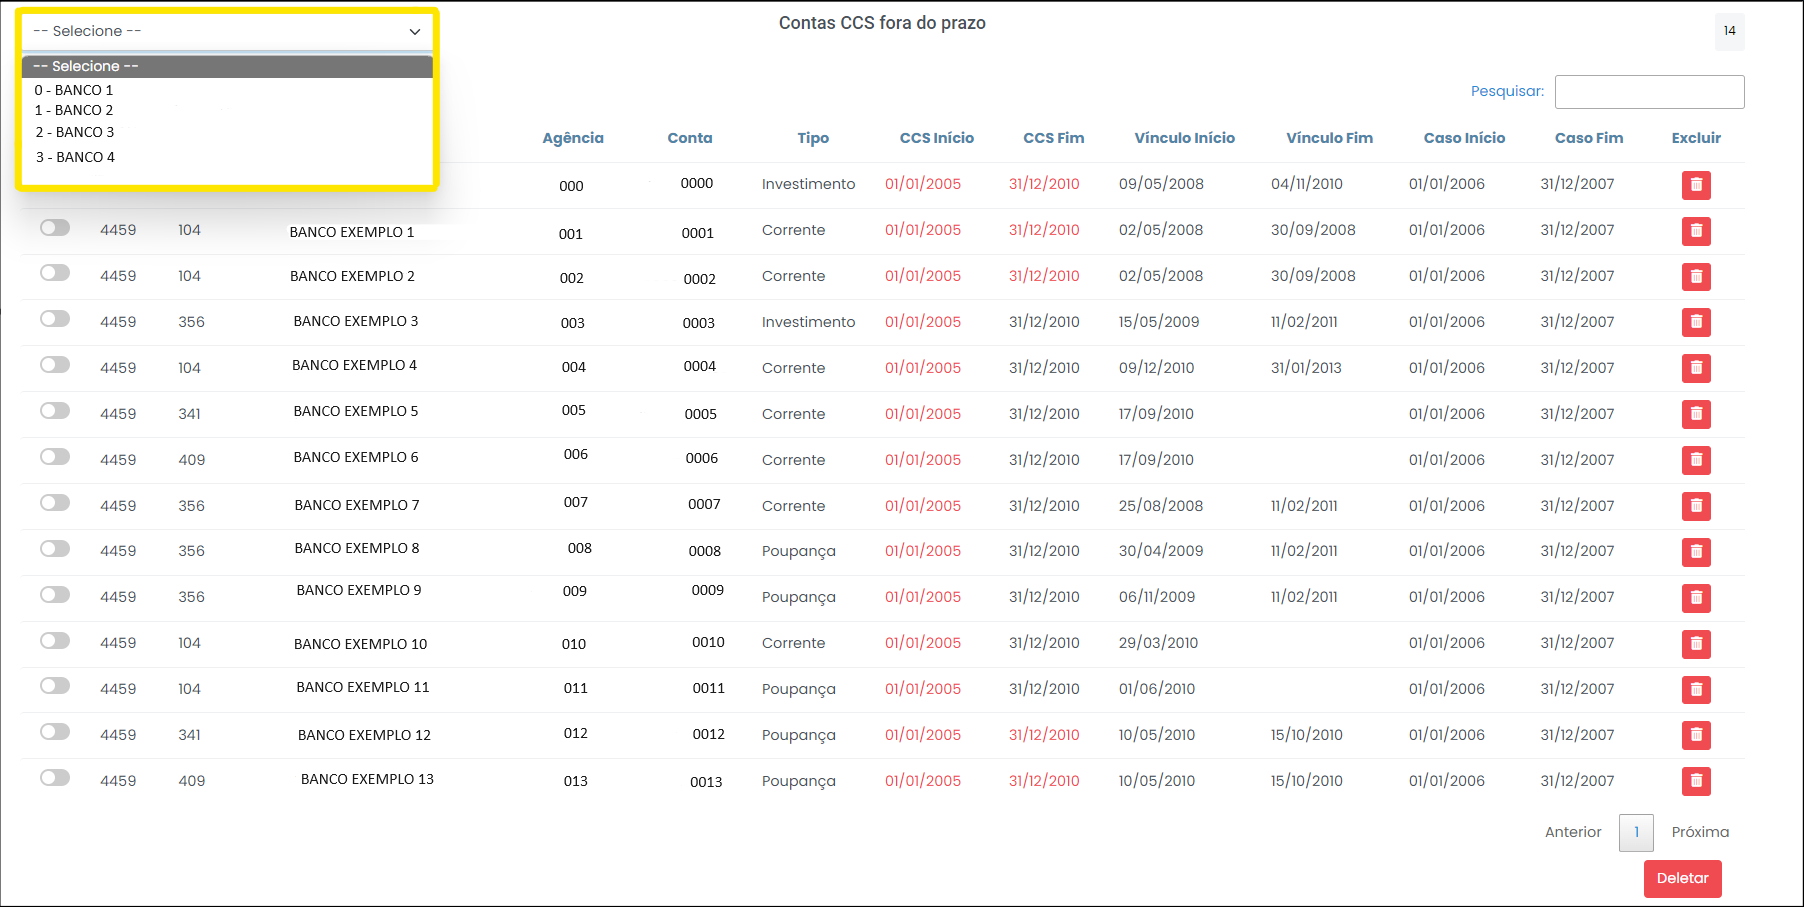 -- Selecione --
Contas CCS fora do prazo
14
-- Selecione --
0 - BANCO 1
1 - BANCO 2
2 - BANCO 3
3 - BANCO 4
Pesquisar:
Agência Conta Tipo CCS Início CCS Fim Vínculo Início Vínculo Fim Caso Início Caso Fim Excluir
000 0000 Investimento 01/01/2005 31/12/2010 09/05/2008 04/11/2010 01/01/2006 31/12/2007
4459 104 BANCO EXEMPLO 1 001 0001 Corrente 01/01/2005 31/12/2010 02/05/2008 30/09/2008 01/01/2006 31/12/2007
4459 104 BANCO EXEMPLO 2 002 0002 Corrente 01/01/2005 31/12/2010 02/05/2008 30/09/2008 01/01/2006 31/12/2007
4459 356 BANCO EXEMPLO 3 003 0003 Investimento 01/01/2005 31/12/2010 15/05/2009 11/02/2011 01/01/2006 31/12/2007
4459 104 BANCO EXEMPLO 4 004 0004 Corrente 01/01/2005 31/12/2010 09/12/2010 31/01/2013 01/01/2006 31/12/2007
4459 341 BANCO EXEMPLO 5 005 0005 Corrente 01/01/2005 31/12/2010 17/09/2010 01/01/2006 31/12/2007
4459 409 BANCO EXEMPLO 6 006 0006 Corrente 01/01/2005 31/12/2010 17/09/2010 01/01/2006 31/12/2007
4459 356 BANCO EXEMPLO 7 007 0007 Corrente 01/01/2005 31/12/2010 25/08/2008 11/02/2011 01/01/2006 31/12/2007
4459 356 BANCO EXEMPLO 8 008 0008 Poupança 01/01/2005 31/12/2010 30/04/2009 11/02/2011 01/01/2006 31/12/2007
4459 356 BANCO EXEMPLO 9 009 0009 Poupança 01/01/2005 31/12/2010 06/11/2009 11/02/2011 01/01/2006 31/12/2007
4459 104 BANCO EXEMPLO 10 010 0010 Corrente 01/01/2005 31/12/2010 29/03/2010 01/01/2006 31/12/2007
4459 104 BANCO EXEMPLO 11 011 0011 Poupança 01/01/2005 31/12/2010 01/06/2010 01/01/2006 31/12/2007
4459 341 BANCO EXEMPLO 12 012 0012 Poupança 01/01/2005 31/12/2010 10/05/2010 15/10/2010 01/01/2006 31/12/2007
4459 409 BANCO EXEMPLO 13 013 0013 Poupança 01/01/2005 31/12/2010 10/05/2010 15/10/2010 01/01/2006 31/12/2007
Anterior 1 Próxima
Deletar